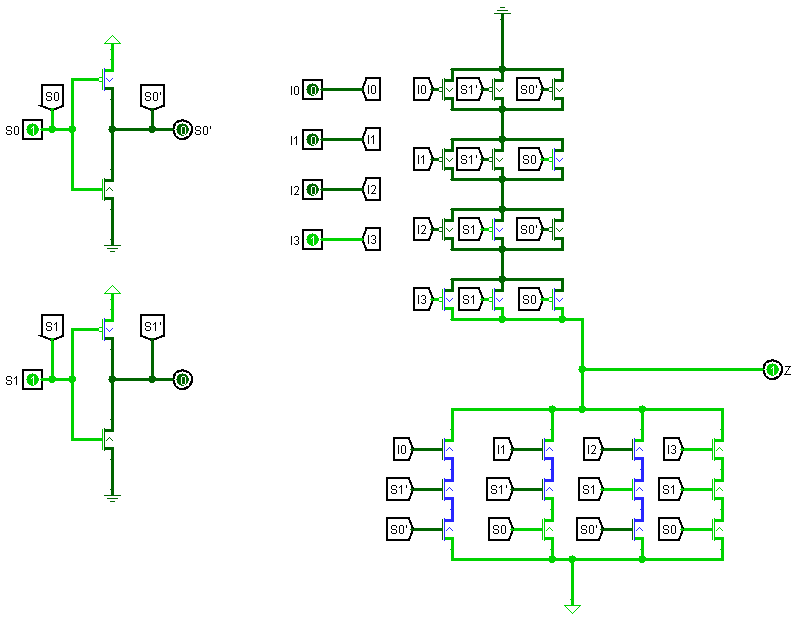 S0 S0'
S0 1 0 S0'
I0 0 I0
I1 0 I1
I2 0 I2
I3 1 I3
I0 S1' S0'
I1 S1' S0
I2 S1 S0'
I3 S1 S0
S1 S1'
S1 1 0
1 Z
I0 I1 I2 I3
S1' S1' S1 S1
S0' S0 S0' S0